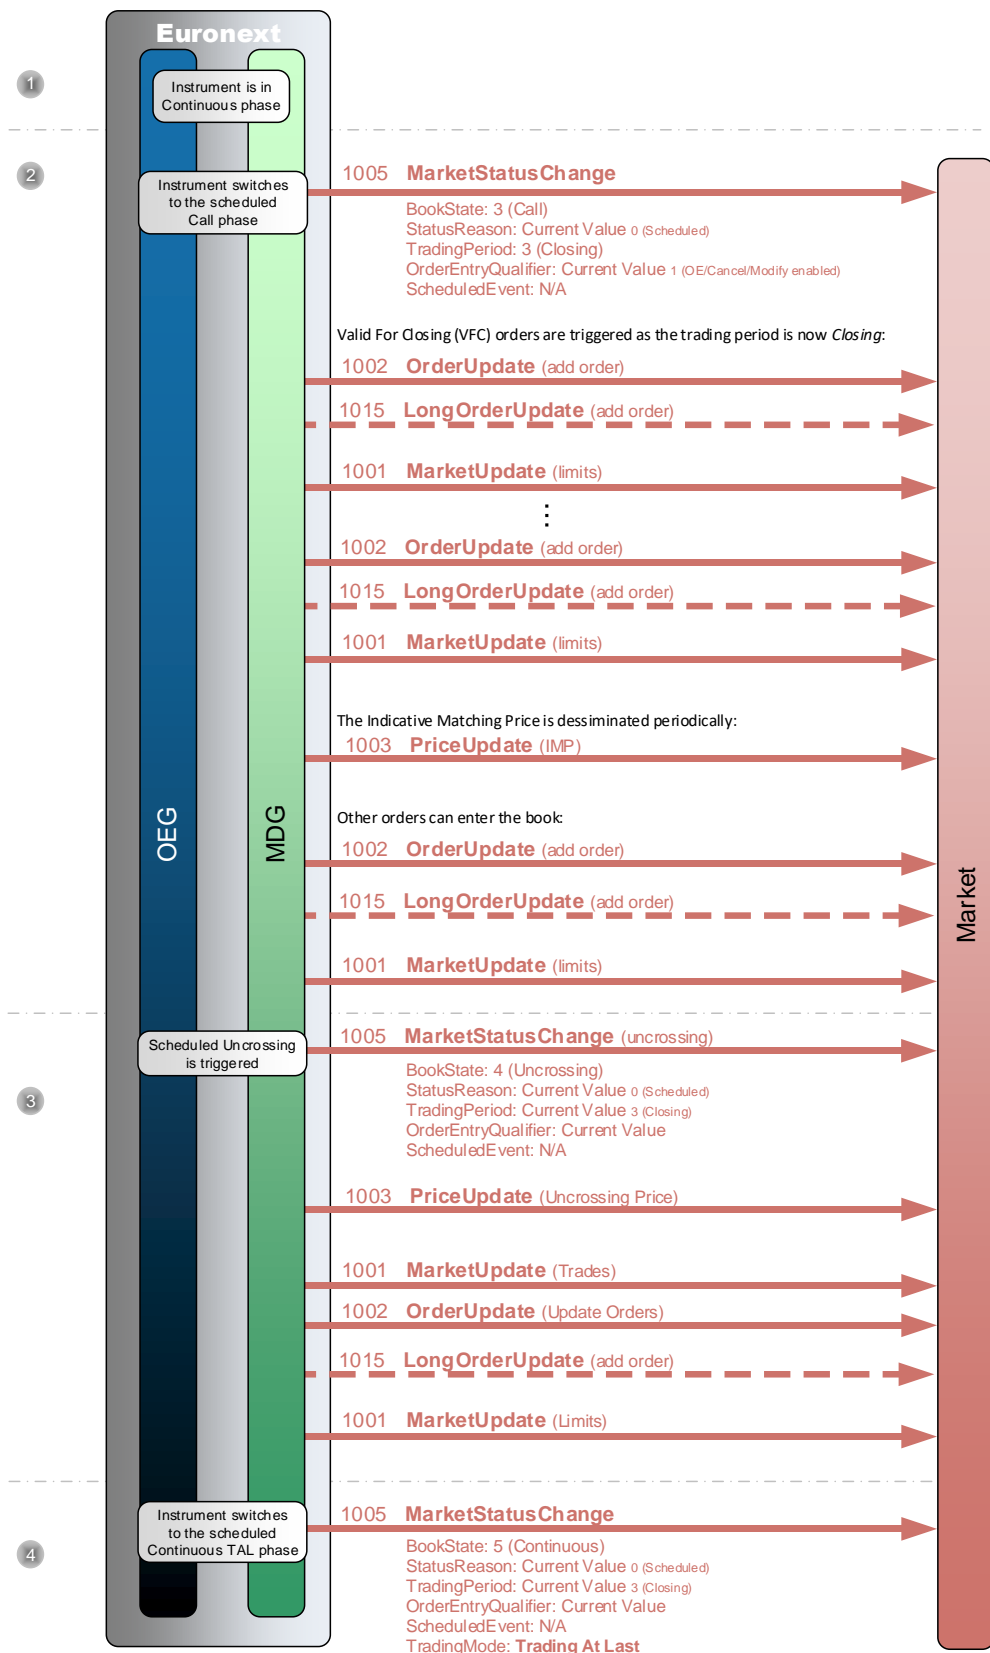 Euronext
1
Instrument is in
Continuous phase
2
Instrument switches
to the scheduled
Call phase
1005 MarketStatusChange
BookState: 3 (Call)
StatusReason: Current Value 0 (Scheduled)
TradingPeriod: 3 (Closing)
OrderEntryQualifier: Current Value 1 (OE/Cancel/Modify enabled)
ScheduledEvent: N/A
Valid For Closing (VFC) orders are triggered as the trading period is now Closing:
1002 OrderUpdate (add order)
1015 LongOrderUpdate (add order)
1001 MarketUpdate (limits)
⋮
1002 OrderUpdate (add order)
1015 LongOrderUpdate (add order)
1001 MarketUpdate (limits)
The Indicative Matching Price is dessiminated periodically:
1003 PriceUpdate (IMP)
OEG
MDG
Other orders can enter the book:
1002 OrderUpdate (add order)
1015 LongOrderUpdate (add order)
Market
1001 MarketUpdate (limits)
3
Scheduled Uncrossing
is triggered
1005 MarketStatusChange (uncrossing)
BookState: 4 (Uncrossing)
StatusReason: Current Value 0 (Scheduled)
TradingPeriod: Current Value 3 (Closing)
OrderEntryQualifier: Current Value
ScheduledEvent: N/A
1003 PriceUpdate (Uncrossing Price)
1001 MarketUpdate (Trades)
1002 OrderUpdate (Update Orders)
1015 LongOrderUpdate (add order)
1001 MarketUpdate (Limits)
4
Instrument switches
to the scheduled
Continuous TAL phase
1005 MarketStatusChange
BookState: 5 (Continuous)
StatusReason: Current Value 0 (Scheduled)
TradingPeriod: Current Value 3 (Closing)
OrderEntryQualifier: Current Value
ScheduledEvent: N/A
TradingMode: Trading At Last